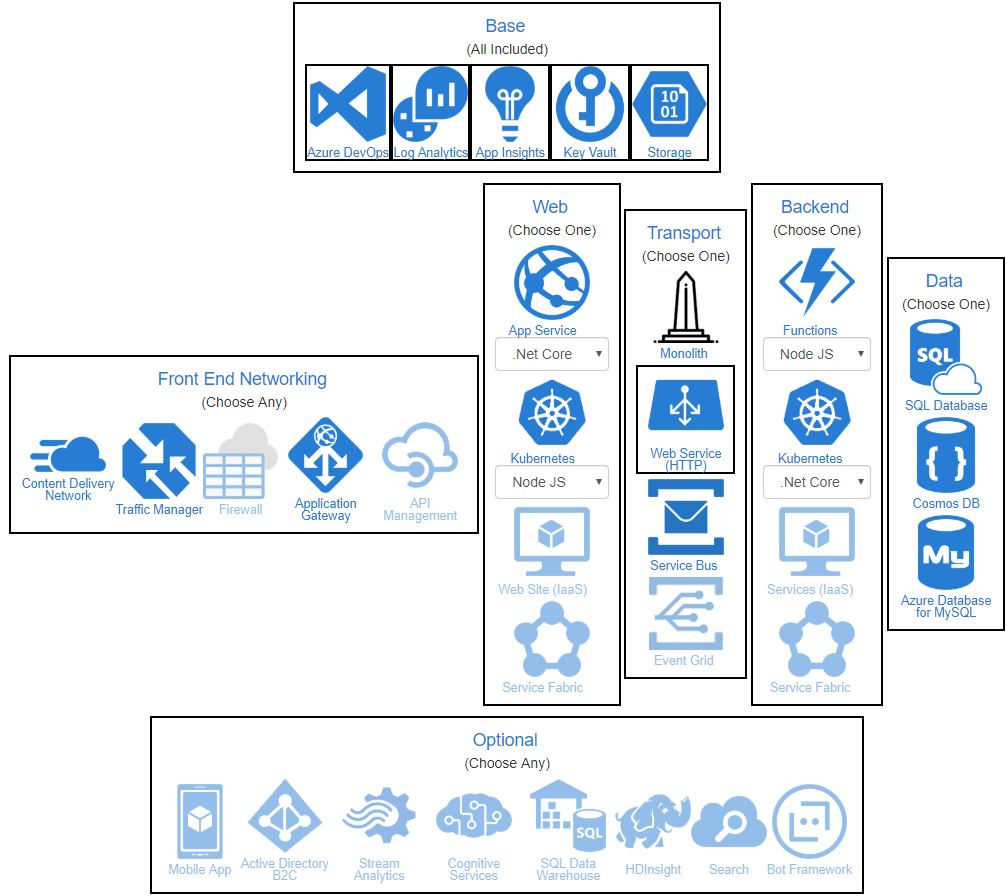 Base
(All Included)
Azure DevOps
Log Analytics
App Insights
Key Vault
10
01
Storage
Front End Networking
(Choose Any)
Content Delivery
Network
Traffic Manager
Firewall
Application
Gateway
API
Management
Web
(Choose One)
App Service
.Net Core
Kubernetes
Node JS
Web Site (IaaS)
Service Fabric
Transport
(Choose One)
Monolith
Web Service
(HTTP)
Service Bus
Event Grid
Backend
(Choose One)
Functions
Node JS
Kubernetes
.Net Core
Services (IaaS)
Service Fabric
Data
(Choose One)
SQL
SQL Database
{ }
Cosmos DB
My
Azure Database
for MySQL
Optional
(Choose Any)
Mobile App
Active Directory
B2C
Stream
Analytics
Cognitive
Services
SQL
SQL Data
Warehouse
HDInsight
Search
Bot Framework